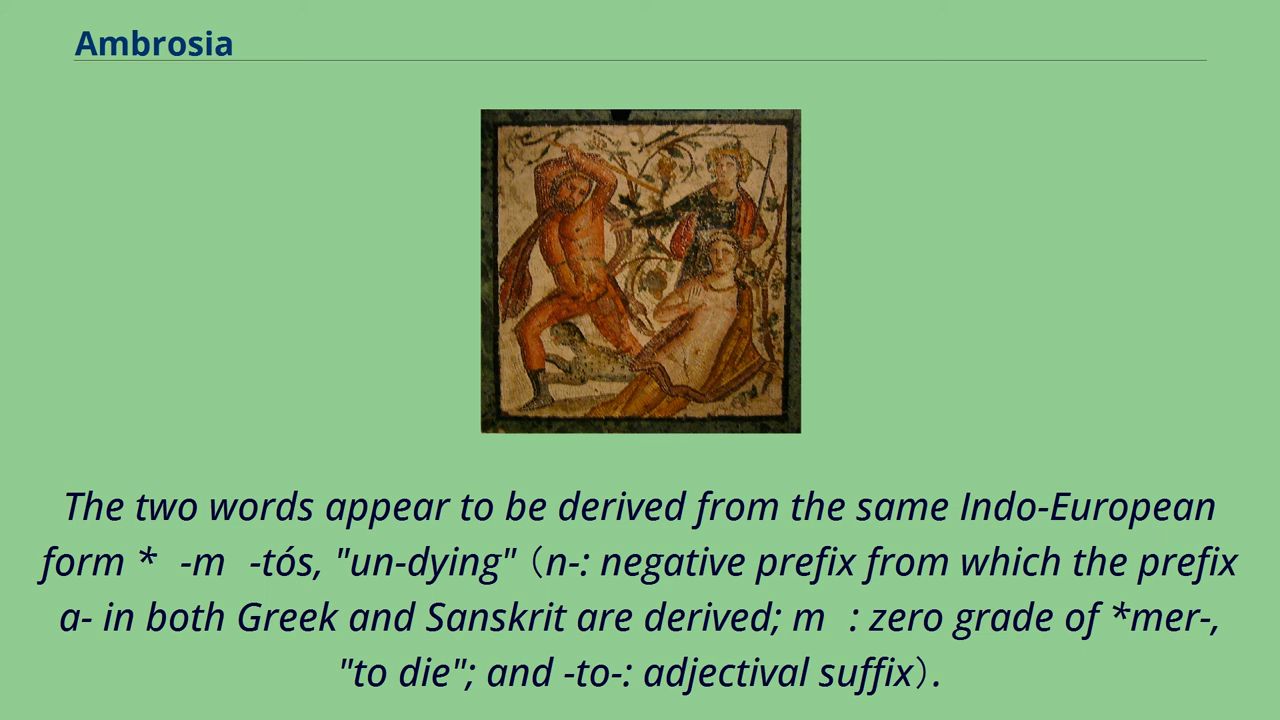 Ambrosia
The two words appear to be derived from the same Indo-European
form * -m -tós, "un-dying" (n-: negative prefix from which the prefix
a- in both Greek and Sanskrit are derived; m : zero grade of *mer-,
"to die"; and -to-: adjectival suffix).